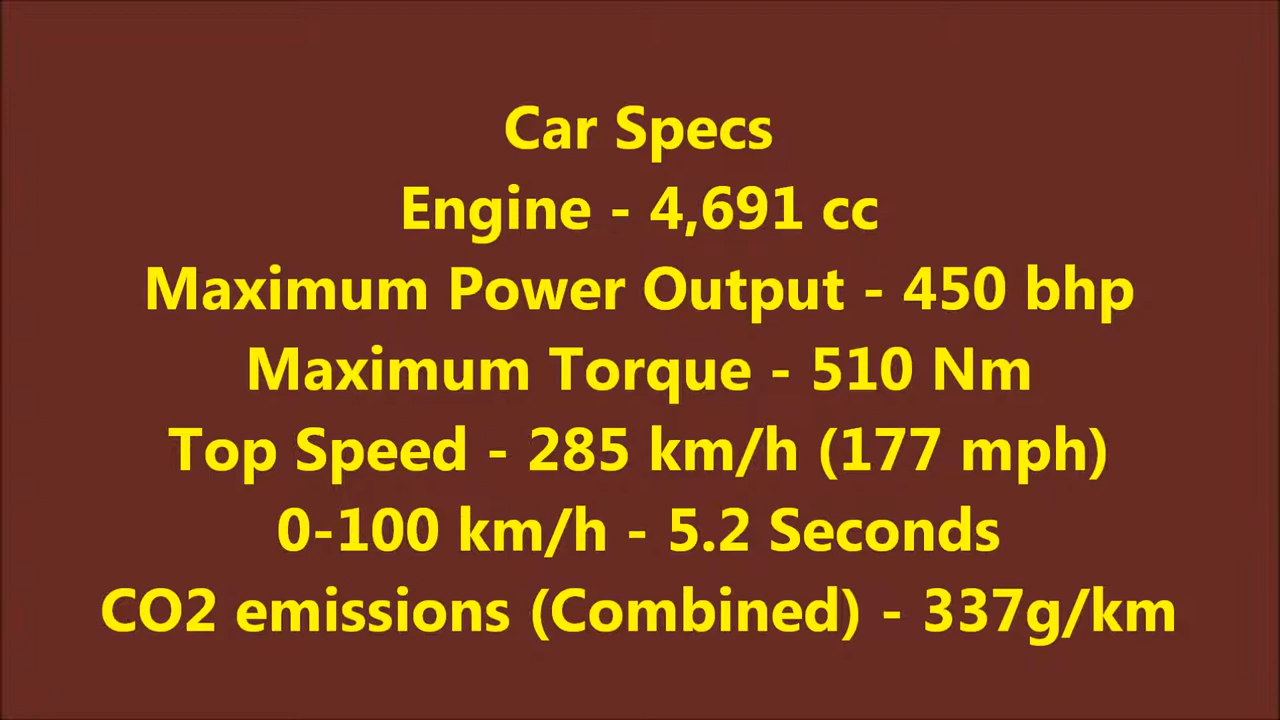 Car Specs
Engine - 4,691 cc
Maximum Power Output - 450 bhp
Maximum Torque - 510 Nm
Top Speed - 285 km/h (177 mph)
0-100 km/h - 5.2 Seconds
CO2 emissions (Combined) - 337g/km